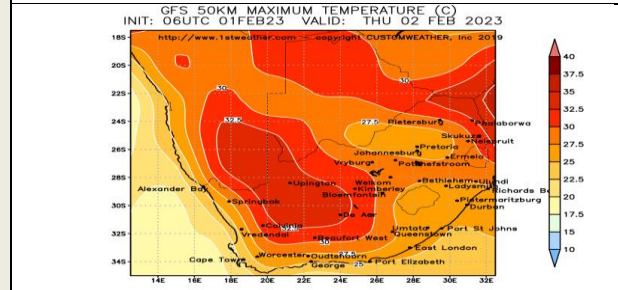 GFS 50KM MAXIMUM TEMPERATURE (C)
INIT: 06UTC 01FEB23 VALID: THU 02 FEB 2023
http://www.1stweather.com copyright CUSTOMWEATHER, Inc 2019
18S
20S
22S
24S
26S
28S
30S
32S
34S
14E 16E 18E 20E 22E 24E 26E 28E 30E 32E
40
37.5
35
32.5
30
27.5
25
22.5
20
17.5
15
10
30
30
32.5
27.5
30
27.5
25
Pietersburg
Phalaborwa
Skukuza
Nelspruit
Pretoria
Johannesburg
Ermelo
Vryburg
Potchefstroom
Upington
Welkom
Bethlehem
Ulundi
Kimberley
Ladysmith
Richards B
Alexander Bay
Bloemfontein
Springbok
Pietermaritzburg
De Aar
Durban
Calvinia
Umtata
Port St Johns
Vredendal
Beaufort West
Queenstown
East London
Worcester
Oudtshoorn
Cape Town
George
Port Elizabeth